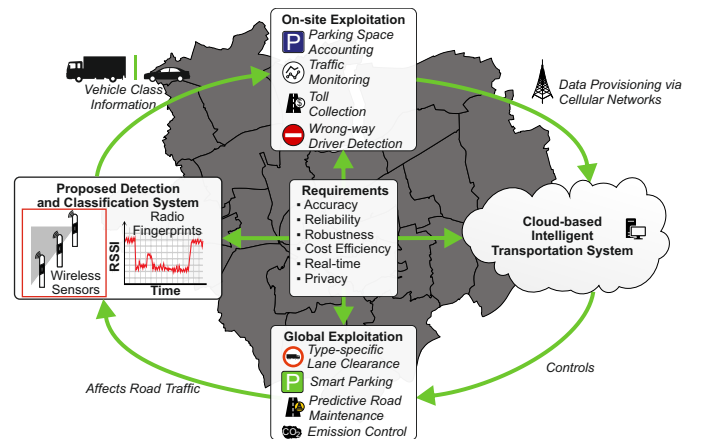 On-site Exploitation
P
Parking Space
Accounting
Traffic
Monitoring
$
Toll
Collection
Wrong-way
Driver Detection
Vehicle Class
Information
Data Provisioning via
Cellular Networks
Proposed Detection
and Classification System
Radio
Fingerprints
RSSI
Wireless
Sensors
Time
Requirements
▪ Accuracy
▪ Reliability
▪ Robustness
▪ Cost Efficiency
▪ Real-time
▪ Privacy
Cloud-based
Intelligent
Transportation System
Global Exploitation
Type-specific
Lane Clearance
P
Smart Parking
Predictive Road
Maintenance
CO₂
Emission Control
Affects Road Traffic
Controls